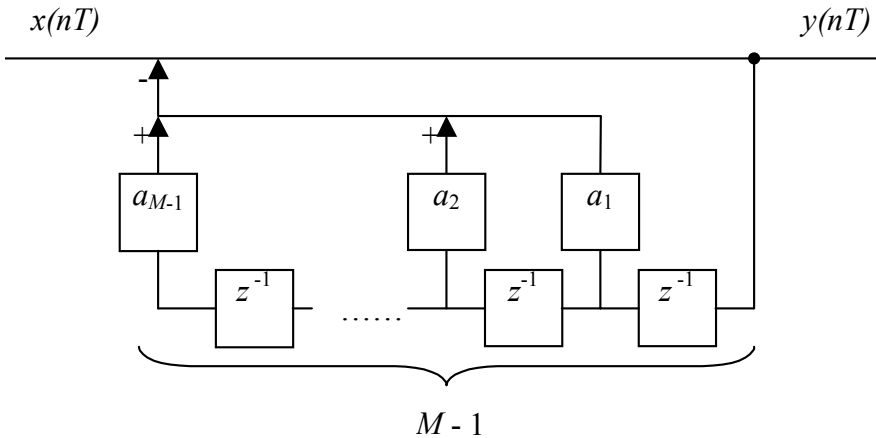 x(nT) y(nT)
-
+ +
a_{M-1} a_2 a_1
z^{-1} ...... z^{-1} z^{-1}
M - 1